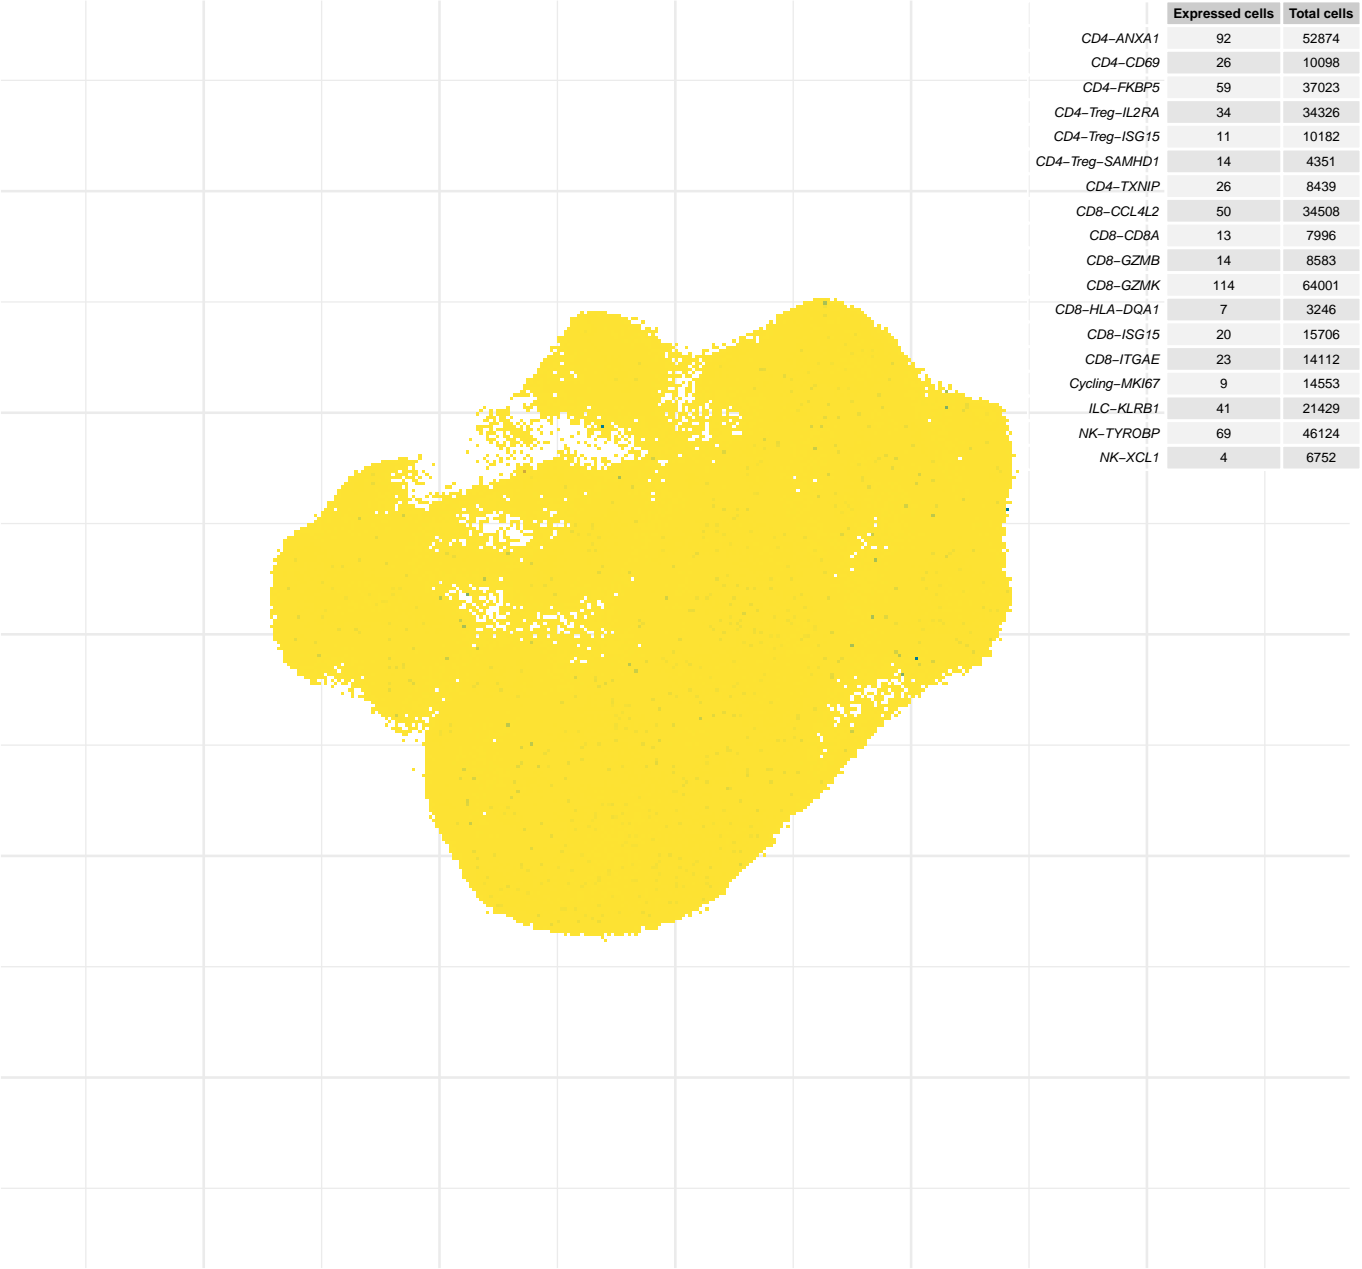 Expressed cells Total cells
CD4−ANXA1 92 52874
CD4−CD69 26 10098
CD4−FKBP5 59 37023
CD4−Treg−IL2RA 34 34326
CD4−Treg−ISG15 11 10182
CD4−Treg−SAMHD1 14 4351
CD4−TXNIP 26 8439
CD8−CCL4L2 50 34508
CD8−CD8A 13 7996
CD8−GZMB 14 8583
CD8−GZMK 114 64001
CD8−HLA−DQA1 7 3246
CD8−ISG15 20 15706
CD8−ITGAE 23 14112
Cycling−MKI67 9 14553
ILC−KLRB1 41 21429
NK−TYROBP 69 46124
NK−XCL1 4 6752